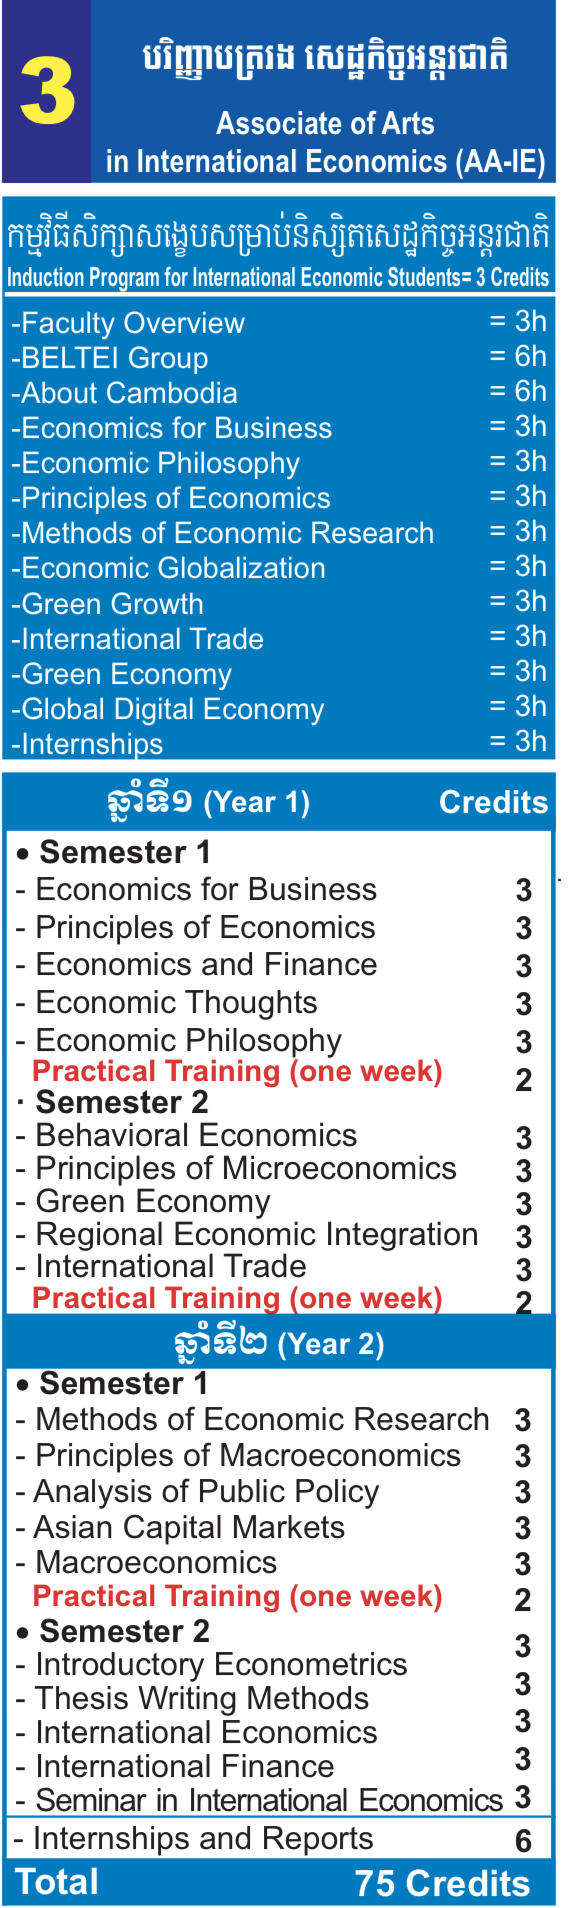 3
បរិញ្ញាបត្ររង សេដ្ឋកិច្ចអន្តរជាតិ
Associate of Arts
in International Economics (AA-IE)
កម្មវិធីសិក្សាសង្ខេបសម្រាប់និស្សិតសេដ្ឋកិច្ចអន្តរជាតិ
Induction Program for International Economic Students= 3 Credits
-Faculty Overview = 3h
-BELTEI Group = 6h
-About Cambodia = 6h
-Economics for Business = 3h
-Economic Philosophy = 3h
-Principles of Economics = 3h
-Methods of Economic Research = 3h
-Economic Globalization = 3h
-Green Growth = 3h
-International Trade = 3h
-Green Economy = 3h
-Global Digital Economy = 3h
-Internships = 3h
ឆ្នាំទី១ (Year 1) Credits
• Semester 1
- Economics for Business 3
- Principles of Economics 3
- Economics and Finance 3
- Economic Thoughts 3
- Economic Philosophy 3
Practical Training (one week) 2
· Semester 2
- Behavioral Economics 3
- Principles of Microeconomics 3
- Green Economy 3
- Regional Economic Integration 3
- International Trade 3
Practical Training (one week) 2
ឆ្នាំទី២ (Year 2)
• Semester 1
- Methods of Economic Research 3
- Principles of Macroeconomics 3
- Analysis of Public Policy 3
- Asian Capital Markets 3
- Macroeconomics 3
Practical Training (one week) 2
• Semester 2
- Introductory Econometrics 3
- Thesis Writing Methods 3
- International Economics 3
- International Finance 3
- Seminar in International Economics 3
- Internships and Reports 6
Total 75 Credits